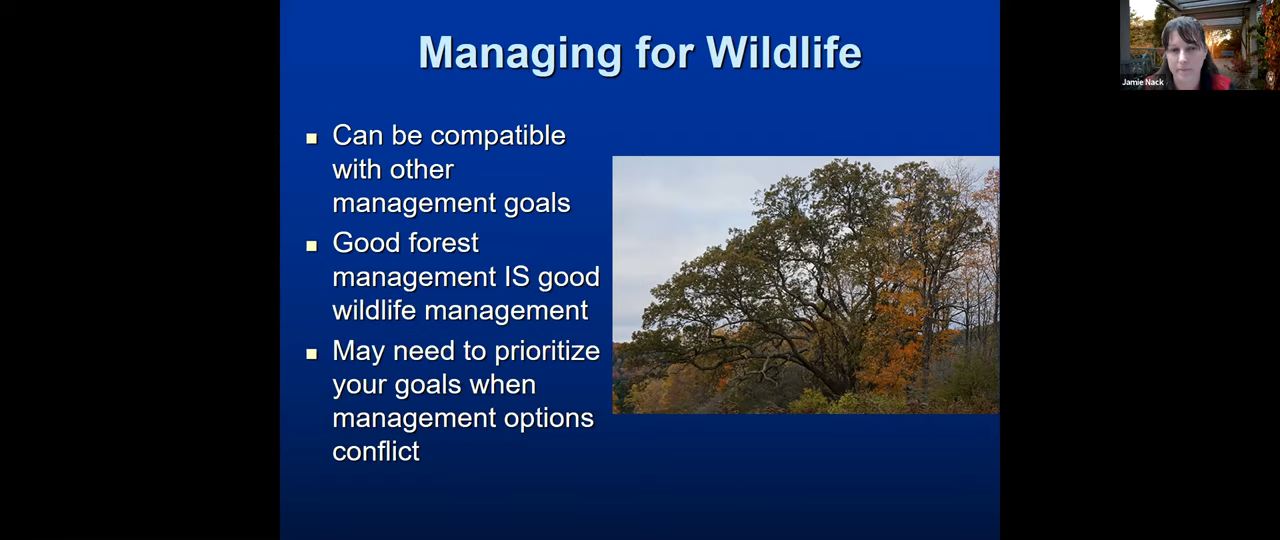 Managing for Wildlife
Jamie Nack
Can be compatible
with other
management goals
Good forest
management IS good
wildlife management
May need to prioritize
your goals when
management options
conflict